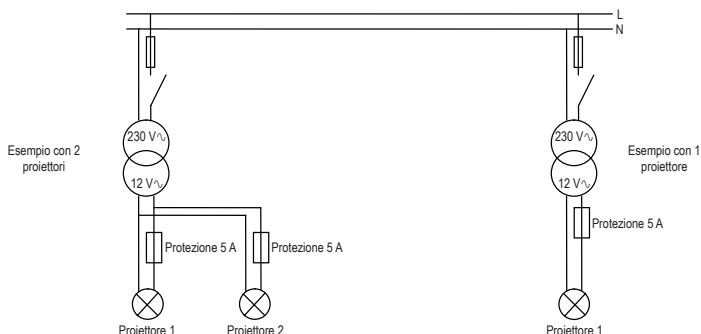 L
N
Esempio con 2
proiettori
230 V∿
12 V∿
Protezione 5 A
Protezione 5 A
Proiettore 1
Proiettore 2
230 V∿
12 V∿
Esempio con 1
proiettore
Protezione 5 A
Proiettore 1